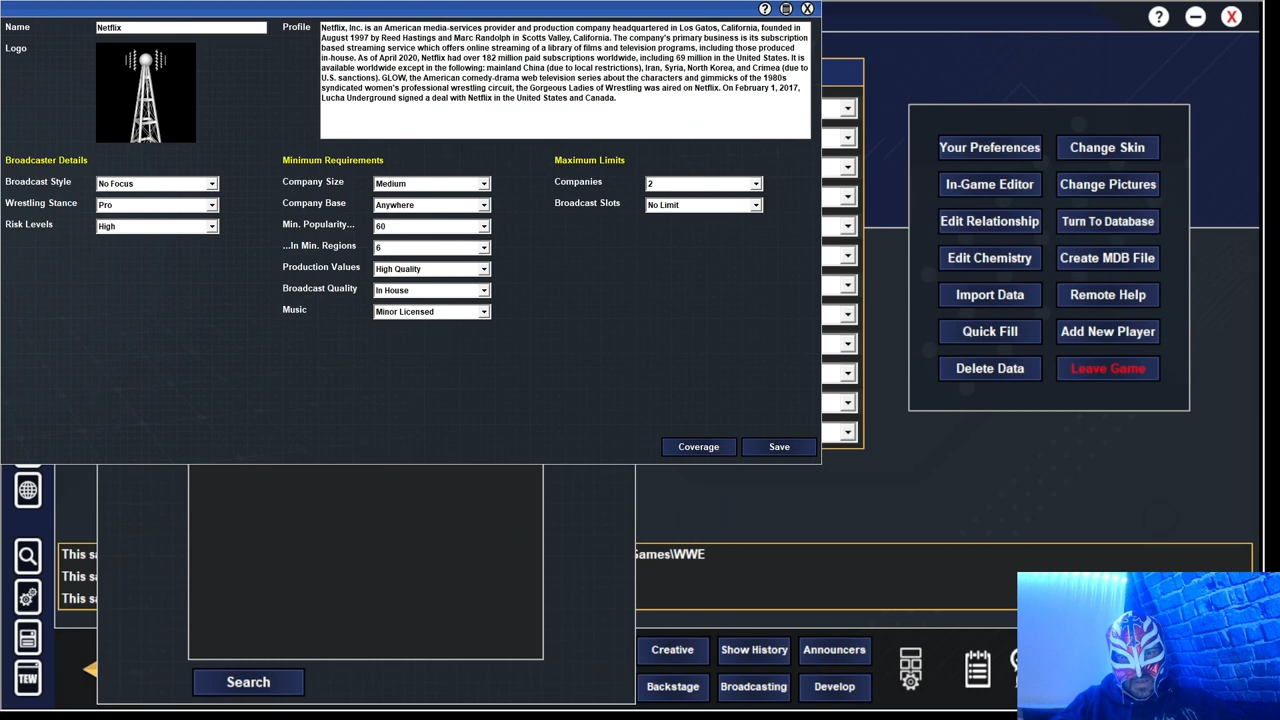 Name
Netflix
Profile
Netflix, Inc. is an American media-services provider and production company headquartered in Los Gatos, California, founded in
August 1997 by Reed Hastings and Marc Randolph in Scotts Valley, California. The company's primary business is its subscription
based streaming service which offers online streaming of a library of films and television programs, including those produced
in-house. As of April 2020, Netflix had over 182 million paid subscriptions worldwide, including 69 million in the United States. It is
available worldwide except in the following: mainland China (due to local restrictions), Iran, Syria, North Korea, and Crimea (due to
U.S. sanctions). GLOW, the American comedy-drama web television series about the characters and gimmicks of the 1980s
syndicated women's professional wrestling circuit, the Gorgeous Ladies of Wrestling was aired on Netflix. On February 1, 2017,
Lucha Underground signed a deal with Netflix in the United States and Canada.
Logo
Broadcaster Details
Broadcast Style No Focus
Wrestling Stance Pro
Risk Levels High
Minimum Requirements
Company Size Medium
Company Base Anywhere
Min. Popularity... 60
...In Min. Regions 6
Production Values High Quality
Broadcast Quality In House
Music Minor Licensed
Maximum Limits
Companies 2
Broadcast Slots No Limit
Coverage Save
Your Preferences Change Skin
In-Game Editor Change Pictures
Edit Relationship Turn To Database
Edit Chemistry Create MDB File
Import Data Remote Help
Quick Fill Add New Player
Delete Data Leave Game
This sa
Games\WWE
This sa
This sa
Search
TEW
Creative Show History Announcers
Backstage Broadcasting Develop